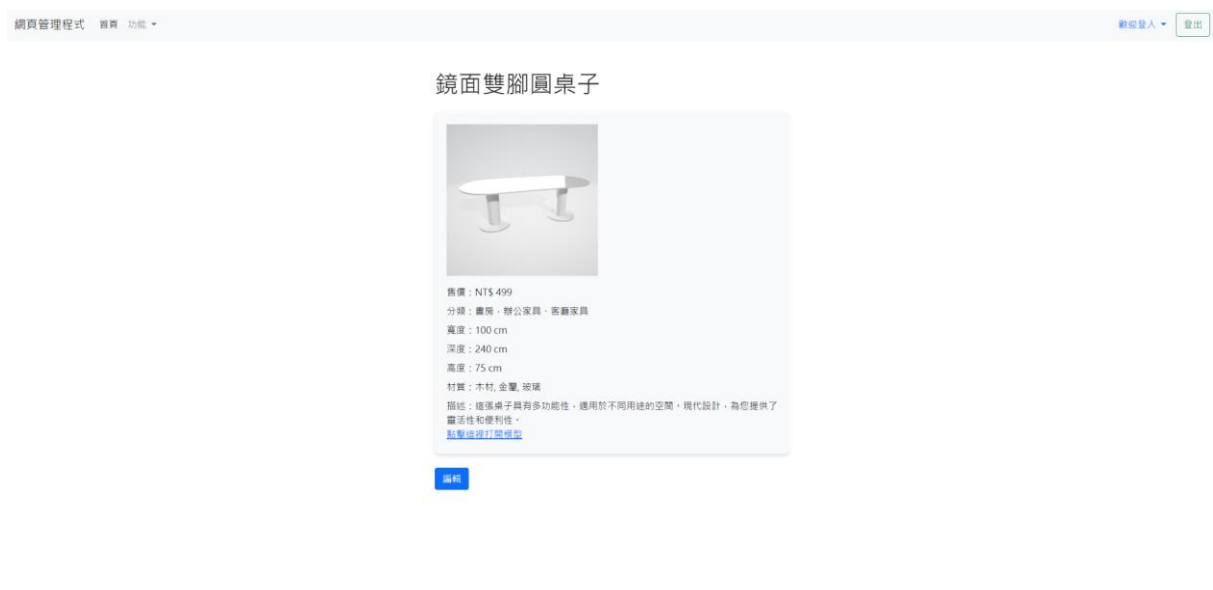 網頁管理程式 首頁 功能
歡迎登入 登出
鏡面雙腳圓桌子
售價：NT$ 499
分類：書房、辦公家具、客廳家具
寬度：100 cm
深度：240 cm
高度：75 cm
材質：木材, 金屬, 玻璃
描述：這張桌子具有多功能性，適用於不同用途的空間。現代設計，為您提供了
靈活性和便利性。
點擊這裡打開模型
編輯